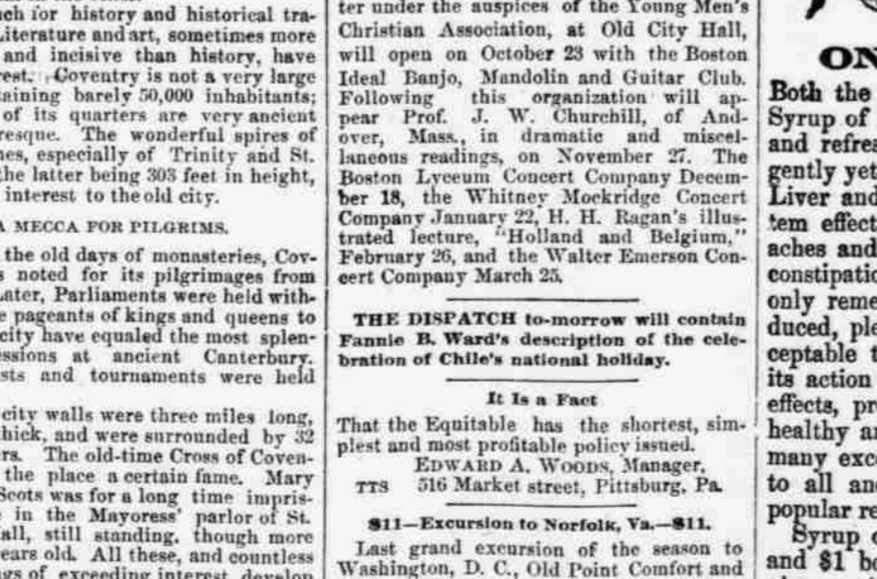 ch for history and historical tra-
Literature and art, sometimes more
and incisive than history, have
rest. Coventry is not a very large
taining barely 50,000 inhabitants;
of its quarters are very ancient
resque. The wonderful spires of
hes, especially of Trinity and St.
the latter being 303 feet in height,
interest to the old city.
A MECCA FOR PILGRIMS.
the old days of monasteries, Cov-
s noted for its pilgrimages from
Later, Parliaments were held with-
e pageants of kings and queens to
city have equaled the most splen-
essions at ancient Canterbury.
sts and tournaments were held
city walls were three miles long,
thick, and were surrounded by 32
ers. The old-time Cross of Coven-
the place a certain fame. Mary
Scots was for a long time impris-
in the Mayoress' parlor of St.
all, still standing, though more
ears old. All these, and countless
gs of exceeding interest, develop
ter under the auspices of the Young Men's
Christian Association, at Old City Hall,
will open on October 23 with the Boston
Ideal Banjo, Mandolin and Guitar Club.
Following this organization will ap-
pear Prof. J. W. Churchill, of And-
over, Mass., in dramatic and miscel-
laneous readings, on November 27. The
Boston Lyceum Concert Company Decem-
ber 18, the Whitney Mockridge Concert
Company January 22, H. H. Ragan's illus-
trated lecture, "Holland and Belgium,"
February 26, and the Walter Emerson Con-
cert Company March 25.
THE DISPATCH to-morrow will contain
Fannie B. Ward's description of the cele-
bration of Chile's national holiday.
It Is a Fact
That the Equitable has the shortest, sim-
plest and most profitable policy issued.
EDWARD A. WOODS, Manager,
TTS 516 Market street, Pittsburg, Pa.
$11—Excursion to Norfolk, Va.—$11.
Last grand excursion of the season to
Washington, D. C., Old Point Comfort and
ON
Both the
Syrup of
and refres
gently yet
Liver and
tem effect
aches and
constipatio
only reme
duced, ple
ceptable t
its action
effects, pr
healthy an
many exce
to all and
popular re
Syrup o
and $1 bo